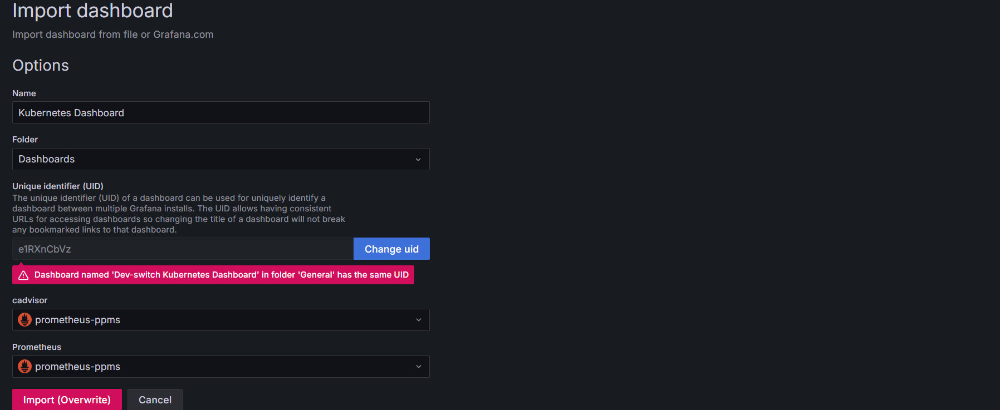 Import dashboard
Import dashboard from file or Grafana.com
Options
Name
Kubernetes Dashboard
Folder
Dashboards
Unique identifier (UID)
The unique identifier (UID) of a dashboard can be used for uniquely identify a
dashboard between multiple Grafana installs. The UID allows having consistent
URLs for accessing dashboards so changing the title of a dashboard will not break
any bookmarked links to that dashboard.
e1RXnCbVz
Change uid
Dashboard named 'Dev-switch Kubernetes Dashboard' in folder 'General' has the same UID
cadvisor
prometheus-ppms
Prometheus
prometheus-ppms
Import (Overwrite)
Cancel